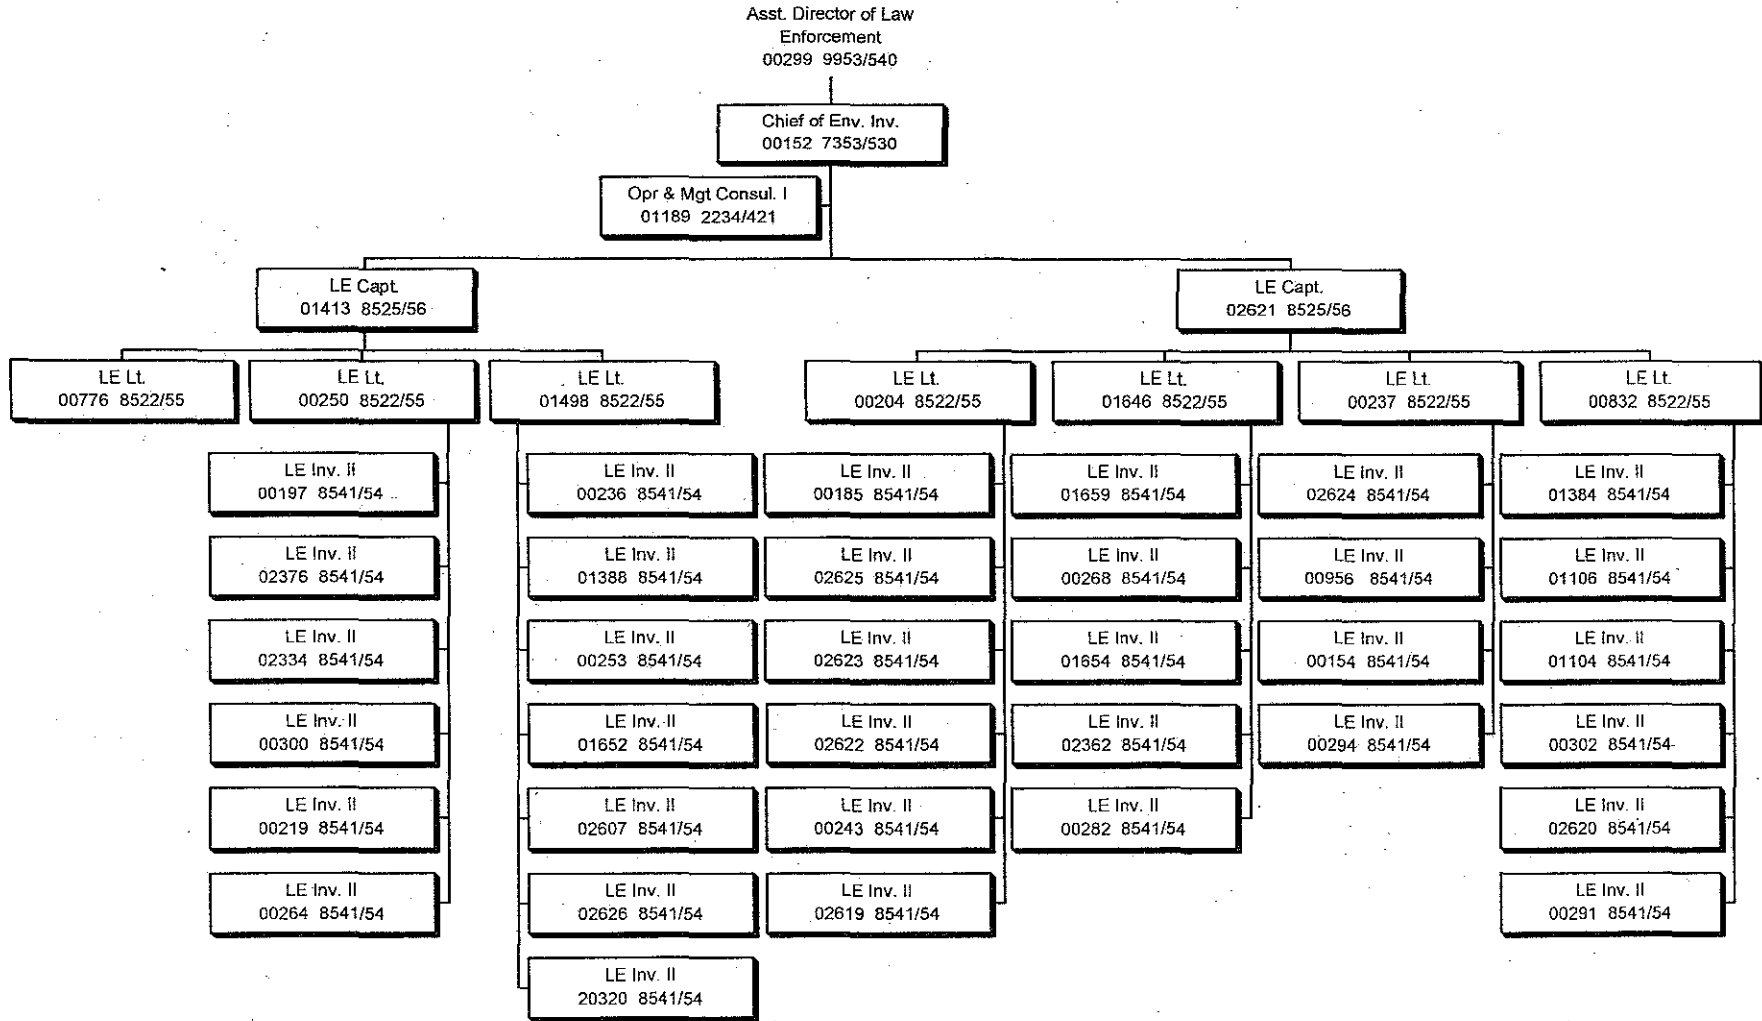 Asst. Director of Law
Enforcement
00299 9953/540
Chief of Env. Inv.
00152 7353/530
Opr & Mgt Consul. I
01189 2234/421
LE Capt.
01413 8525/56
LE Capt.
02621 8525/56
LE Lt.
00776 8522/55
LE Lt.
00250 8522/55
LE Lt.
01498 8522/55
LE Lt.
00204 8522/55
LE Lt.
01646 8522/55
LE Lt.
00237 8522/55
LE Lt.
00832 8522/55
LE Inv. II
00197 8541/54
LE Inv. II
02376 8541/54
LE Inv. II
02334 8541/54
LE Inv. II
00300 8541/54
LE Inv. II
00219 8541/54
LE Inv. II
00264 8541/54
LE Inv. II
00236 8541/54
LE Inv. II
01388 8541/54
LE Inv. II
00253 8541/54
LE Inv. II
01652 8541/54
LE Inv. II
02607 8541/54
LE Inv. II
02626 8541/54
LE Inv. II
20320 8541/54
LE Inv. II
00185 8541/54
LE Inv. II
02625 8541/54
LE Inv. II
02623 8541/54
LE Inv. II
02622 8541/54
LE Inv. II
00243 8541/54
LE Inv. II
02619 8541/54
LE Inv. II
01659 8541/54
LE Inv. II
00268 8541/54
LE Inv. II
01654 8541/54
LE Inv. II
02362 8541/54
LE Inv. II
00282 8541/54
LE Inv. II
02624 8541/54
LE Inv. II
00956 8541/54
LE Inv. II
00154 8541/54
LE Inv. II
00294 8541/54
LE Inv. II
01384 8541/54
LE Inv. II
01106 8541/54
LE Inv. II
01104 8541/54
LE Inv. II
00302 8541/54
LE Inv. II
02620 8541/54
LE Inv. II
00291 8541/54